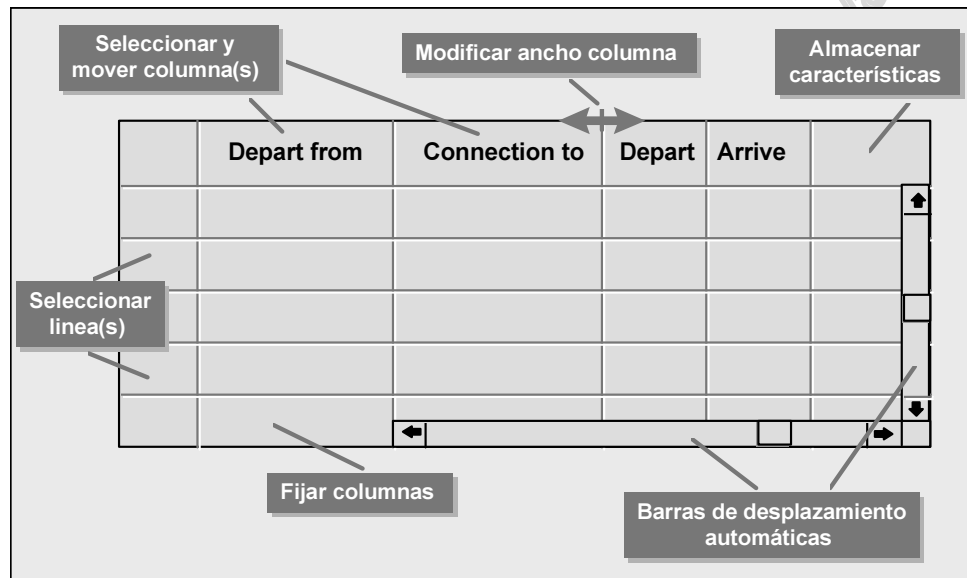 Seleccionar y
mover columna(s)
Modificar ancho columna
Almacenar
características
Depart from
Connection to
Depart
Arrive
Seleccionar
linea(s)
Fijar columnas
Barras de desplazamiento
automáticas